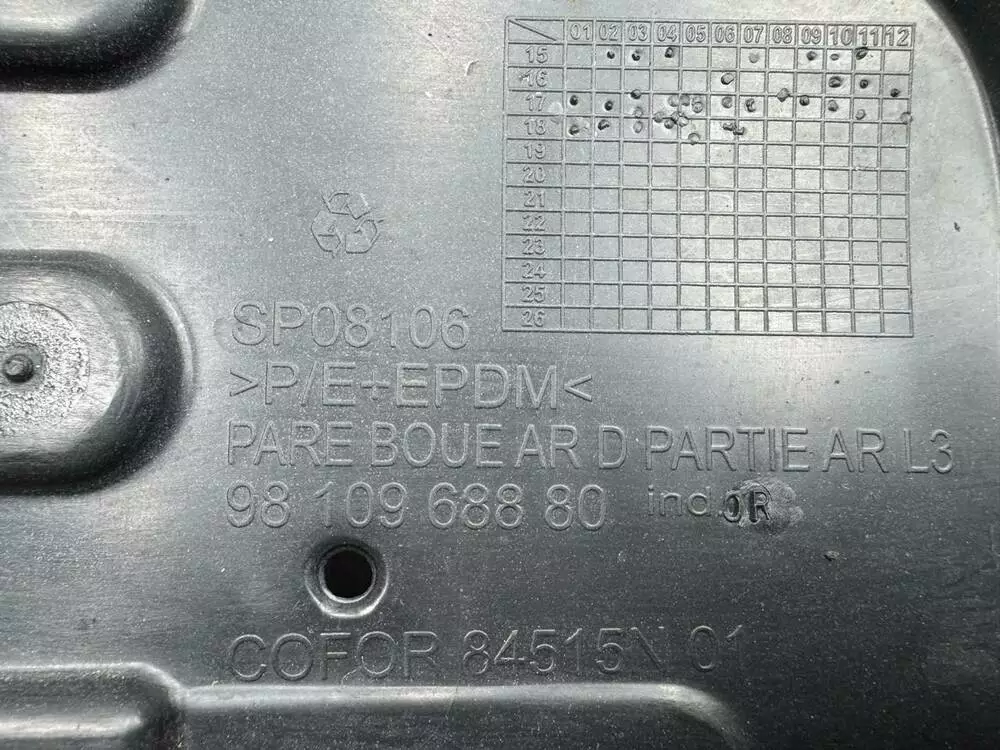 01 02 03 04 05 06 07 08 09 10 11 12
15
16
17
18
19
20
21
22
23
24
25
26
SP08106
>P/E+EPDM<
PARE BOUE AR D PARTIE AR L3
98 109 688 80 ind.OR
COFOR 84515N 01